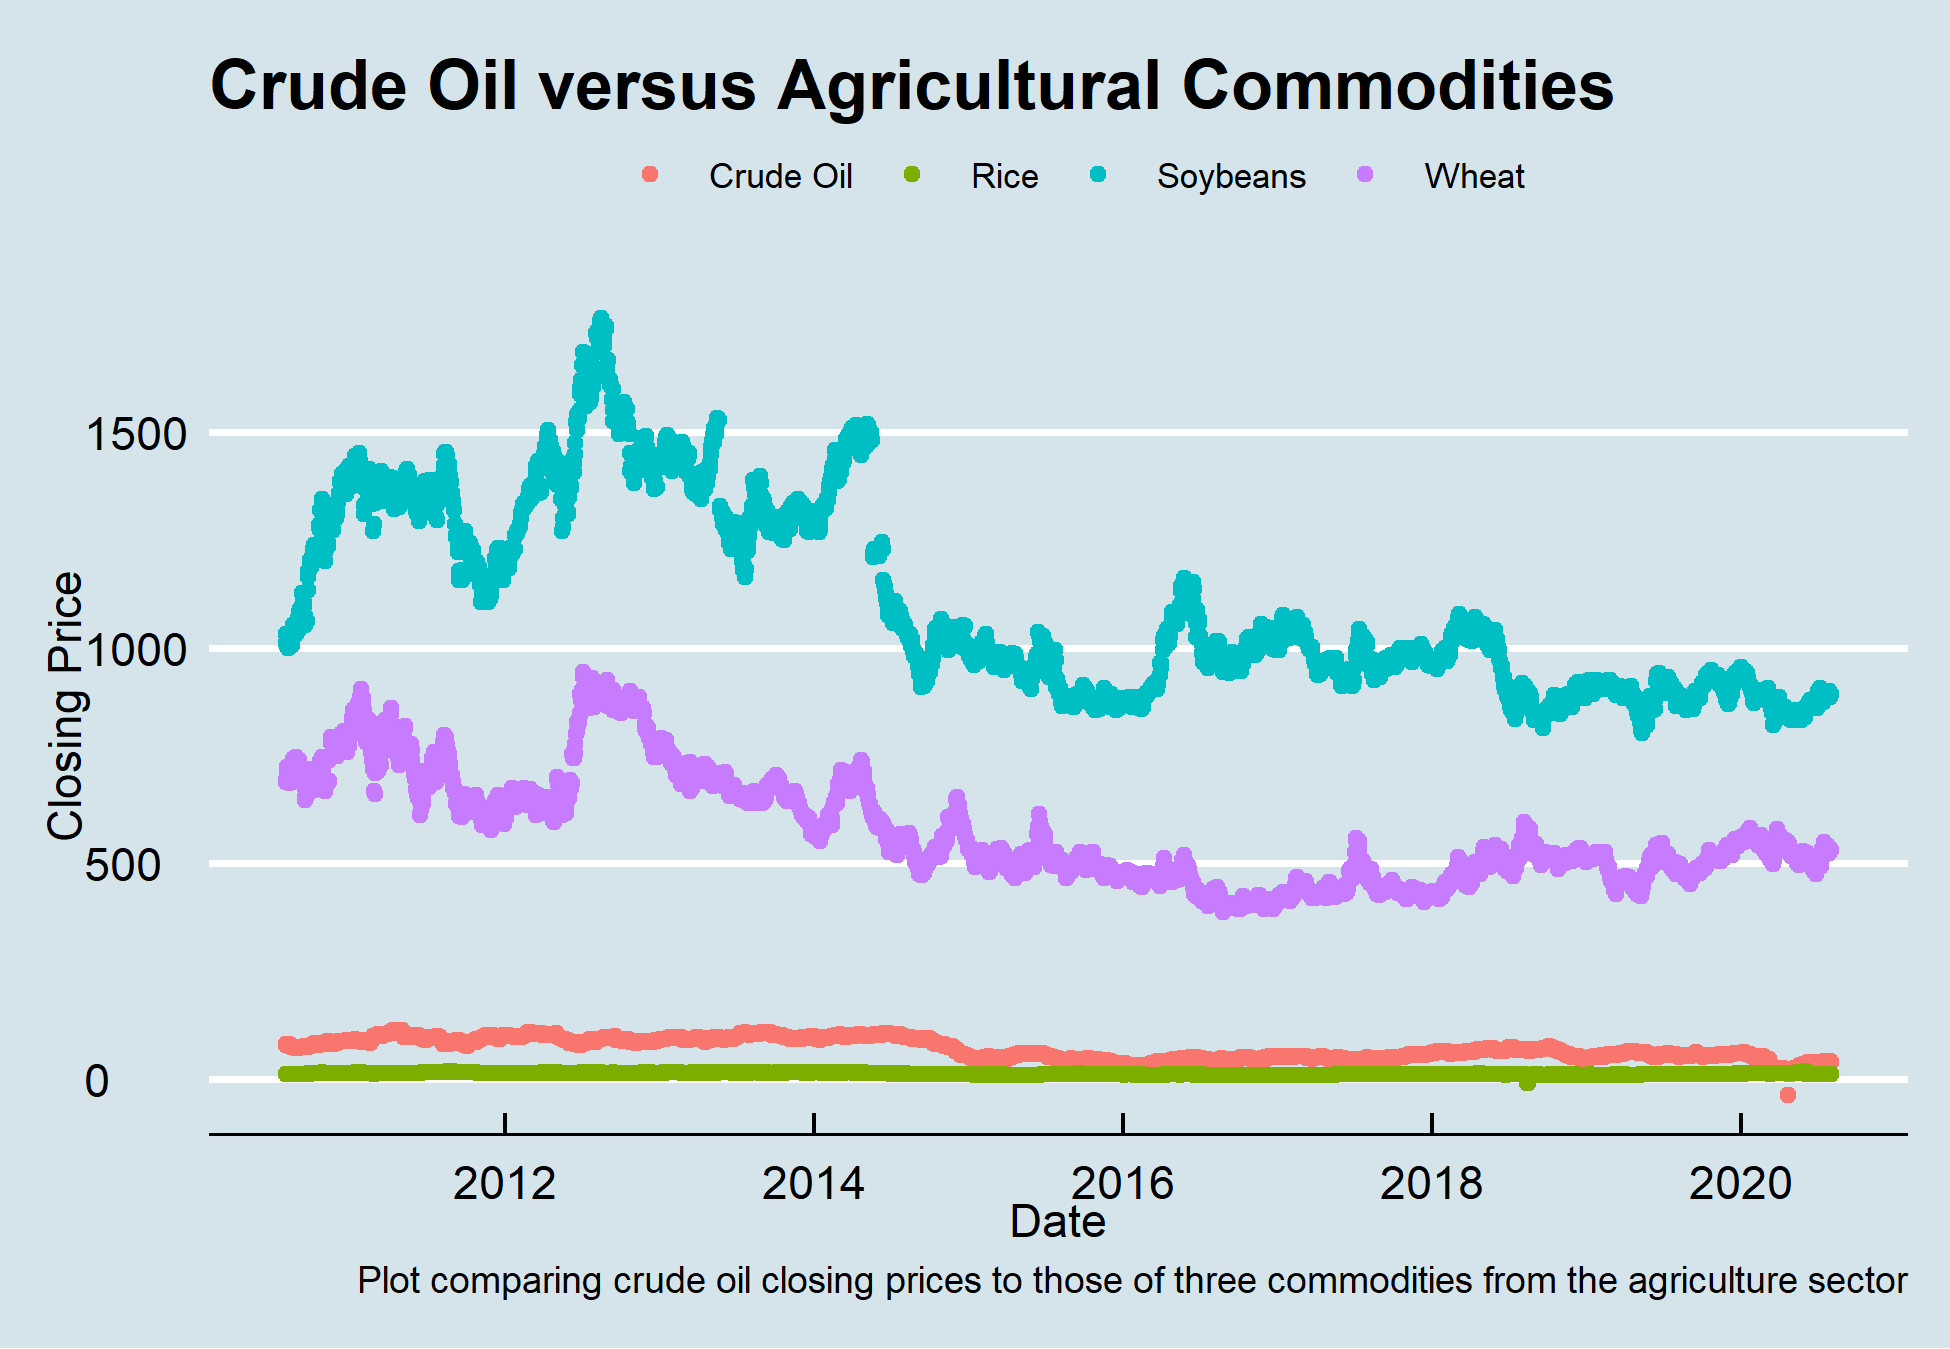 Crude Oil versus Agricultural Commodities
Crude Oil Rice Soybeans Wheat
Closing Price
1500
1000
500
0
2012 2014 2016 2018 2020
Date
Plot comparing crude oil closing prices to those of three commodities from the agriculture sector